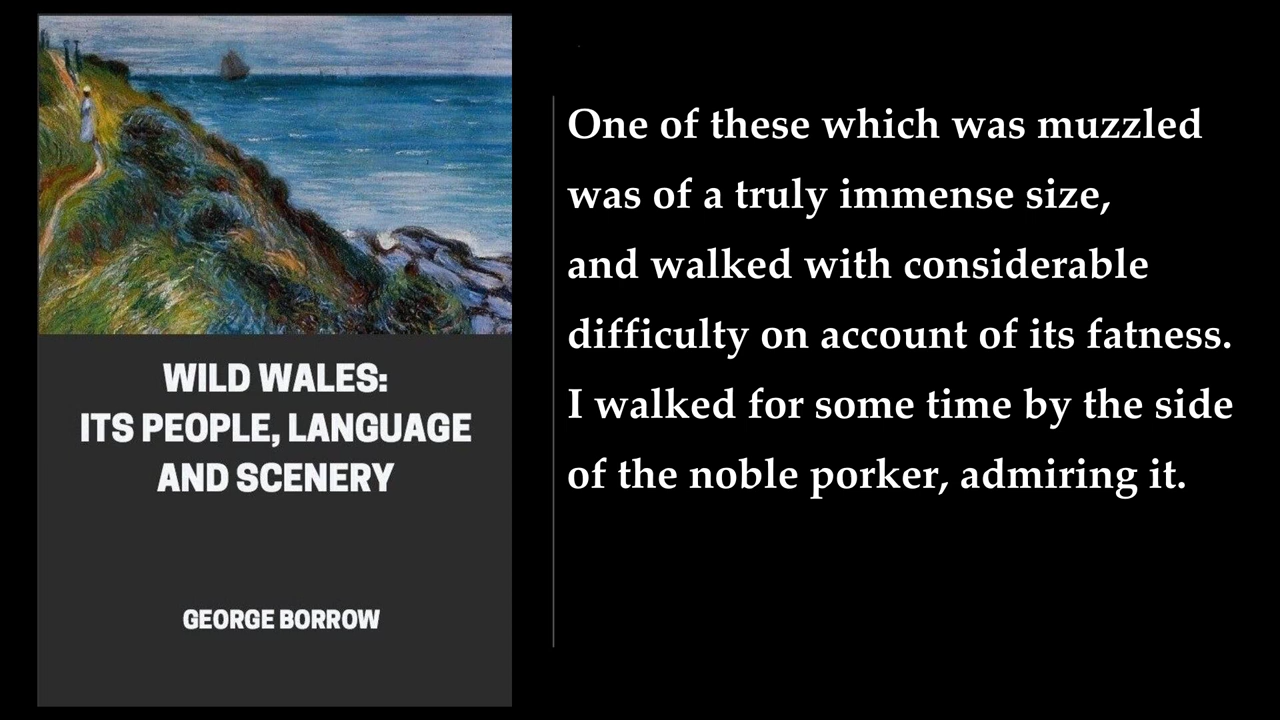 WILD WALES:
ITS PEOPLE, LANGUAGE
AND SCENERY
GEORGE BORROW
One of these which was muzzled
was of a truly immense size,
and walked with considerable
difficulty on account of its fatness.
I walked for some time by the side
of the noble porker, admiring it.